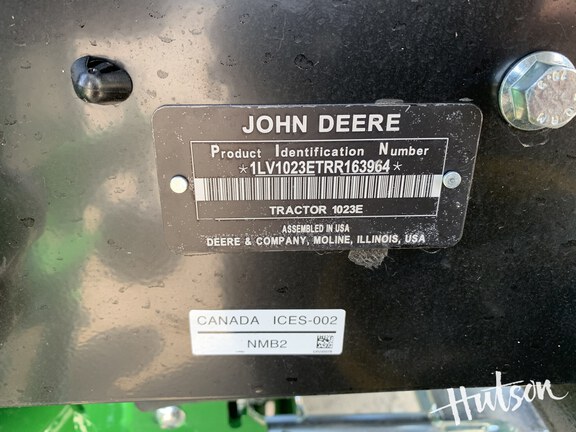 JOHN DEERE
Product Identification Number
*1LV1023ETRR163964*
TRACTOR 1023E
ASSEMBLED IN USA
DEERE & COMPANY, MOLINE, ILLINOIS, USA
CANADA ICES-002
NMB2
Hutson